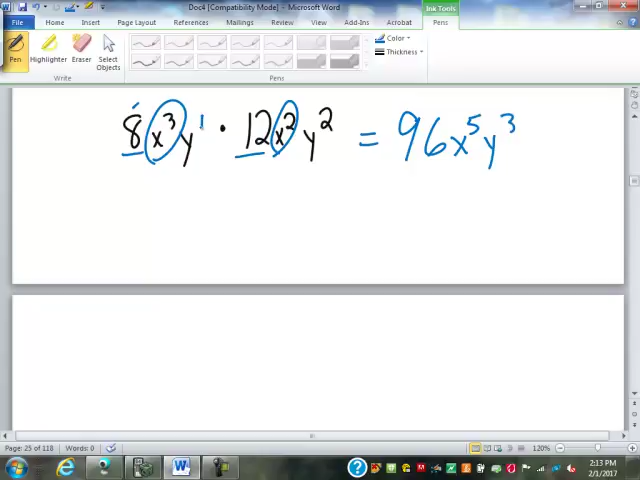 Doc4 [Compatibility Mode] - Microsoft Word
Ink Tools
File Home Insert Page Layout References Mailings Review View Add-Ins Acrobat Pens
Pen Highlighter Eraser Select Objects
Color
Thickness
Write Pens
8x³y¹ · 12x²y² = 96x⁵y³
Page: 25 of 118 Words: 0 120%
W 2:13 PM
2/1/2017